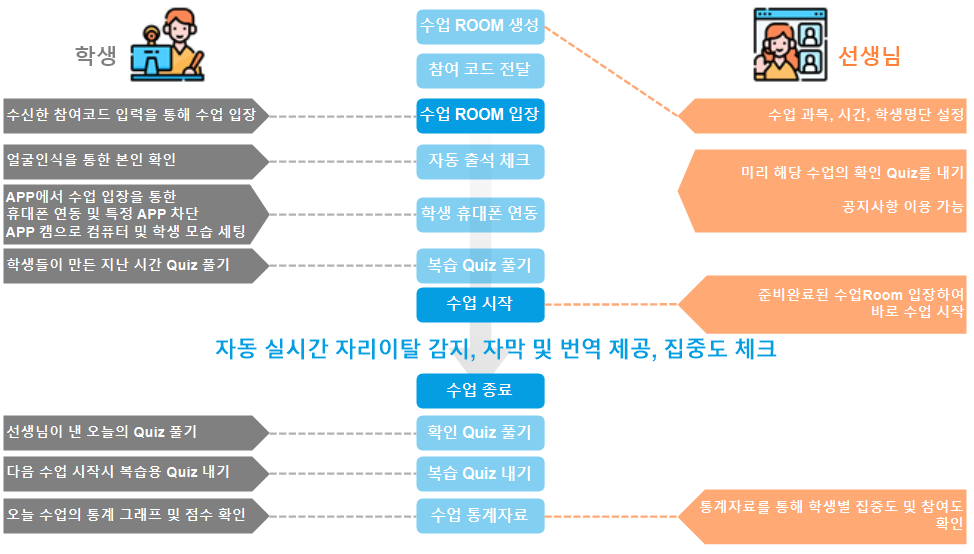 학생
선생님
수업 ROOM 생성
참여 코드 전달
수신한 참여코드 입력을 통해 수업 입장
수업 ROOM 입장
수업 과목, 시간, 학생명단 설정
얼굴인식을 통한 본인 확인
자동 출석 체크
미리 해당 수업의 확인 Quiz를 내기
공지사항 이용 가능
APP에서 수업 입장을 통한
휴대폰 연동 및 특정 APP 차단
APP 캠으로 컴퓨터 및 학생 모습 세팅
학생 휴대폰 연동
학생들이 만든 지난 시간 Quiz 풀기
복습 Quiz 풀기
수업 시작
준비완료된 수업Room 입장하여
바로 수업 시작
자동 실시간 자리이탈 감지, 자막 및 번역 제공, 집중도 체크
수업 종료
선생님이 낸 오늘의 Quiz 풀기
확인 Quiz 풀기
다음 수업 시작시 복습용 Quiz 내기
복습 Quiz 내기
오늘 수업의 통계 그래프 및 점수 확인
수업 통계자료
통계자료를 통해 학생별 집중도 및 참여도
확인